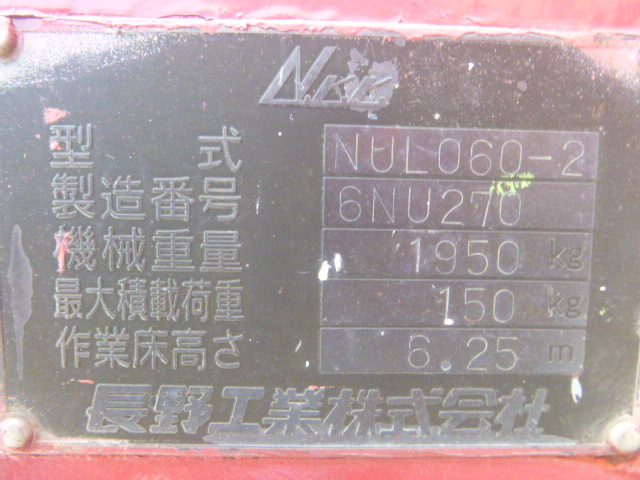 型式 NUL060-2
製造番号 6NU270
機械重量 1950 kg
最大積載荷重 150 kg
作業床高さ 6.25 m
長野工業株式会社